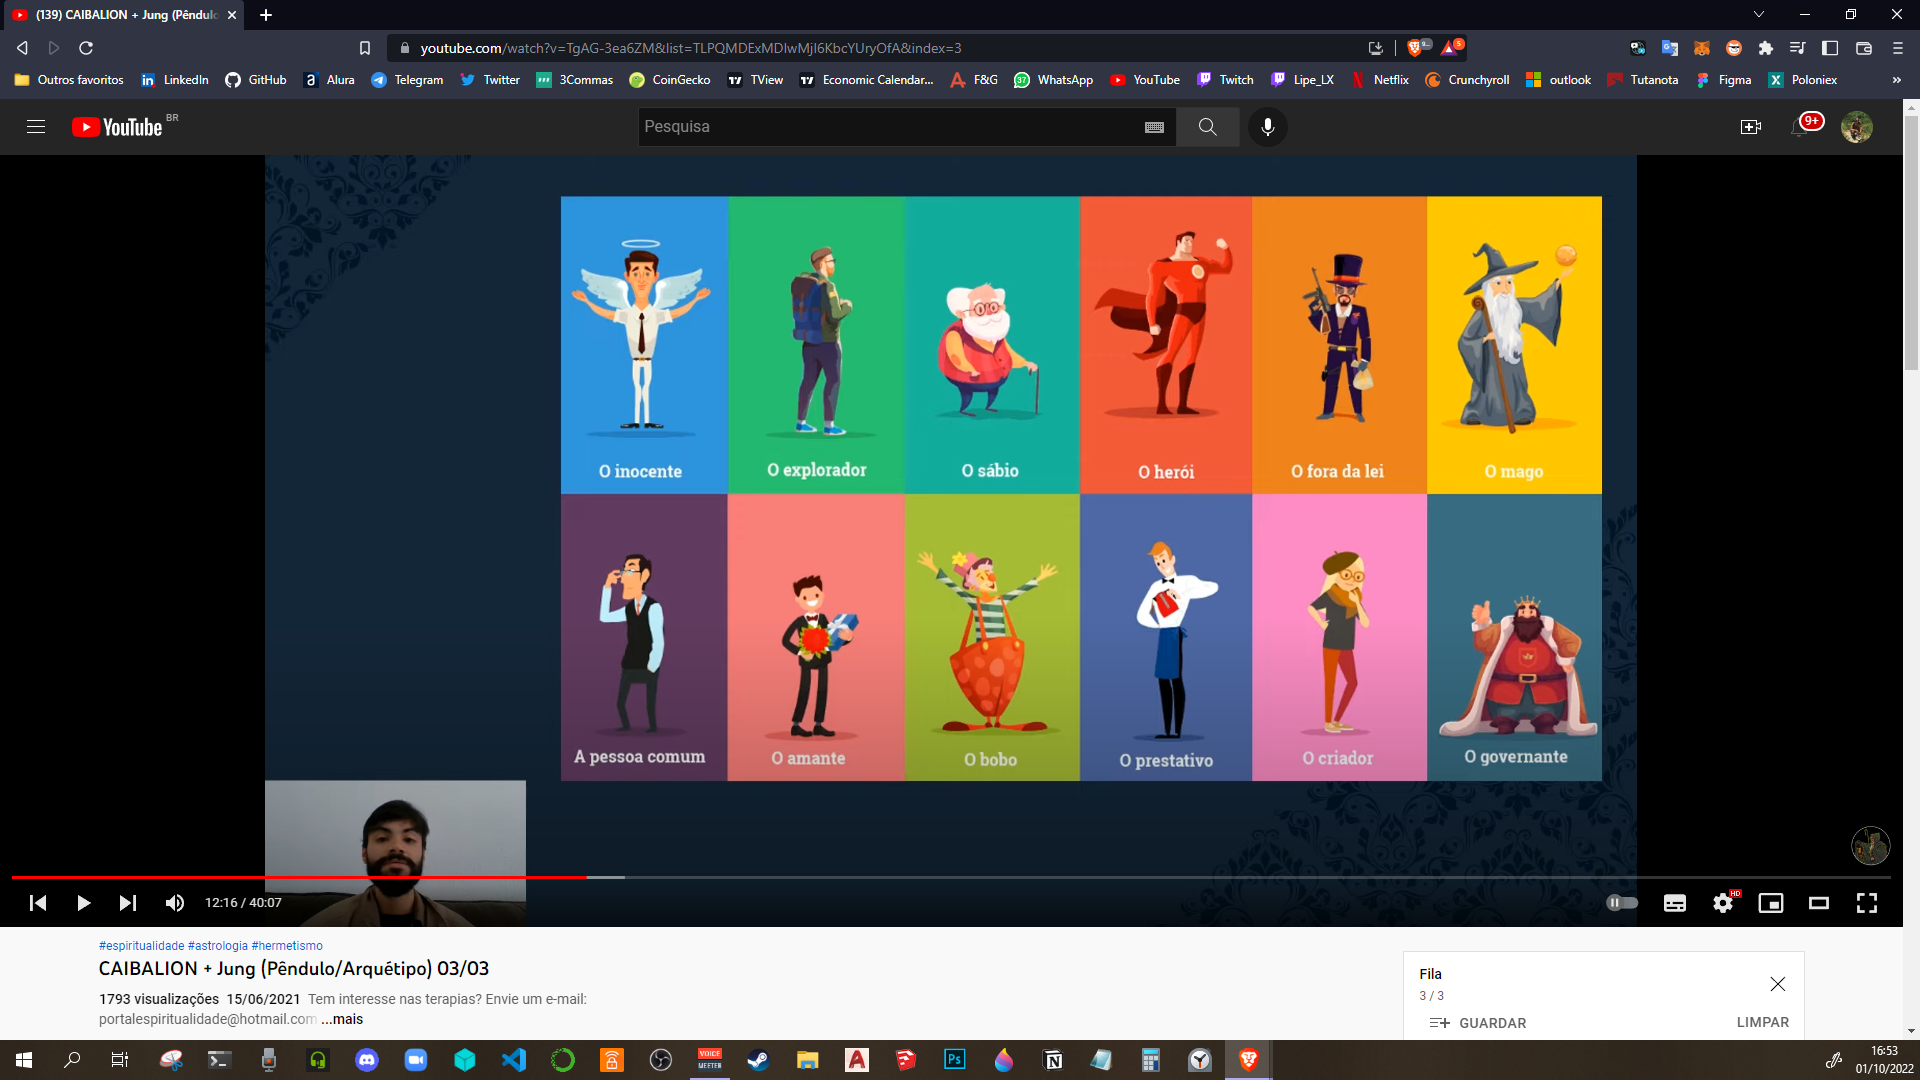 (139) CAIBALION + Jung (Pêndulo
youtube.com/watch?v=TgAG-3ea6ZM&list=TLPQMDExMDIwMjI6KbcYUryOfA&index=3
Outros favoritos LinkedIn GitHub Alura Telegram Twitter 3Commas CoinGecko TView Economic Calendar... F&G WhatsApp YouTube Twitch Lipe_LX Netflix Crunchyroll outlook Tutanota Figma Poloniex »
YouTube BR
Pesquisa
9+
O inocente O explorador O sábio O herói O fora da lei O mago
A pessoa comum O amante O bobo O prestativo O criador O governante
12:16 / 40:07
HD
#espiritualidade #astrologia #hermetismo
CAIBALION + Jung (Pêndulo/Arquétipo) 03/03
1793 visualizações 15/06/2021 Tem interesse nas terapias? Envie um e-mail:
portalespiritualidade@hotmail.com ...mais
Fila
3 / 3
GUARDAR
LIMPAR
VOICE
MEETER
Ps
16:53
01/10/2022